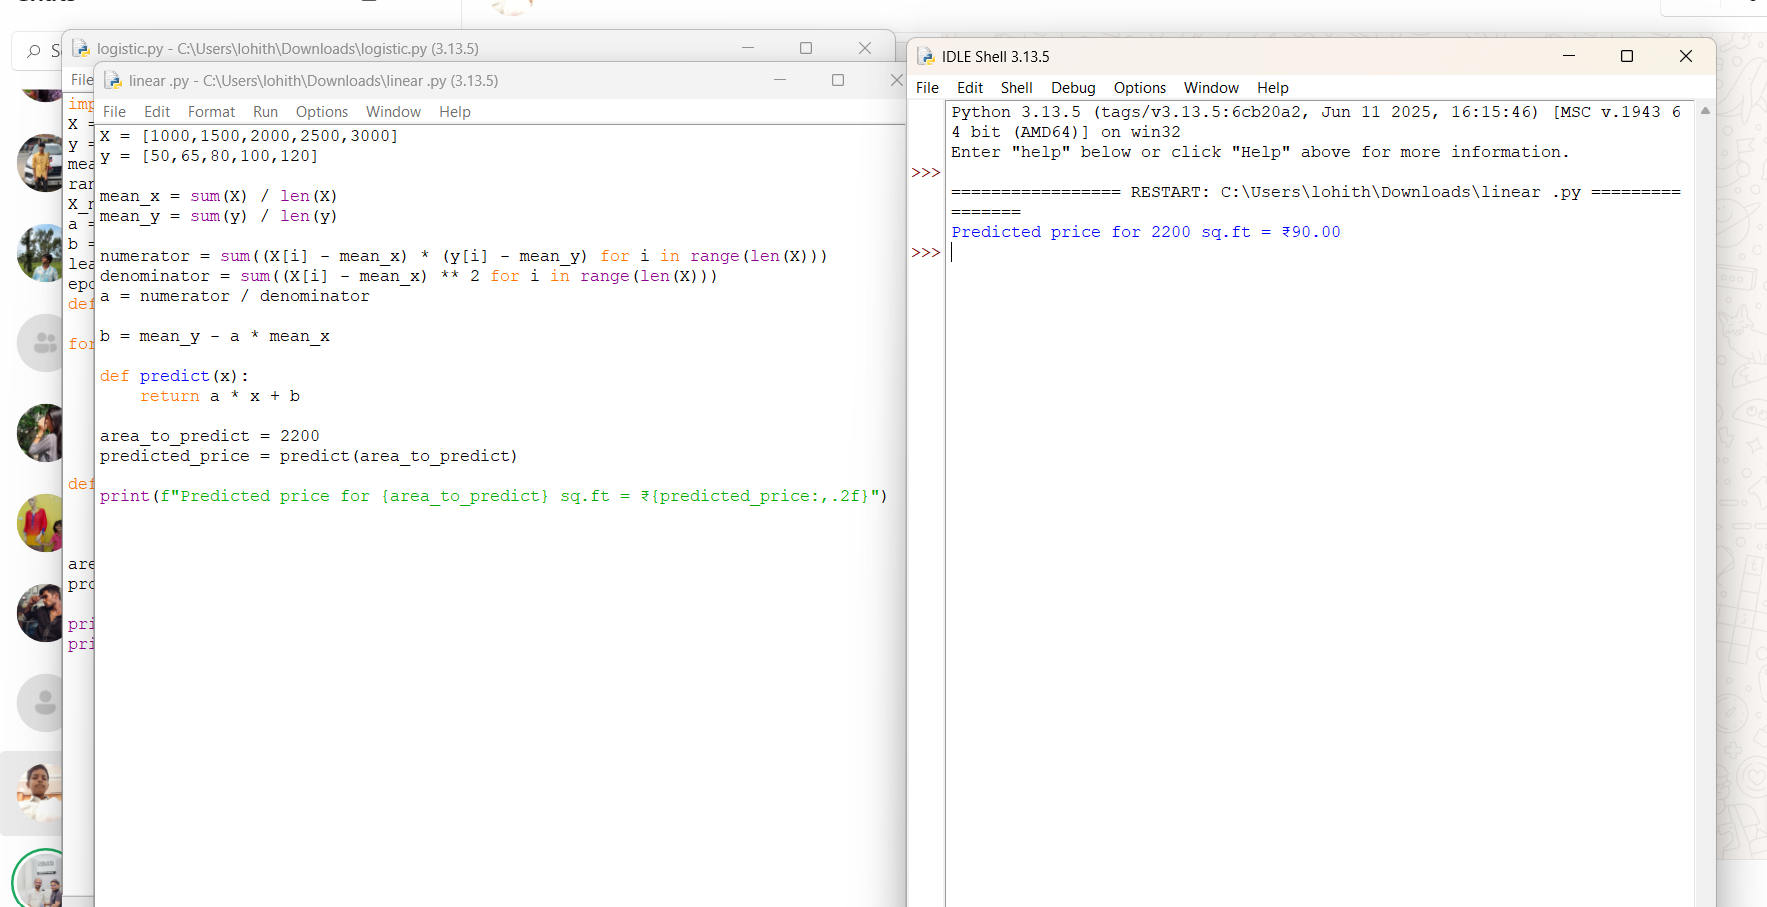 logistic.py - C:\Users\lohith\Downloads\logistic.py (3.13.5)
File
imp
X =
y =
mea
ran
X_n
a =
b =
lea
epo
def
for
def
are
pro
pri
pri
linear .py - C:\Users\lohith\Downloads\linear .py (3.13.5)
File Edit Format Run Options Window Help
X = [1000,1500,2000,2500,3000]
y = [50,65,80,100,120]
mean_x = sum(X) / len(X)
mean_y = sum(y) / len(y)
numerator = sum((X[i] - mean_x) * (y[i] - mean_y) for i in range(len(X)))
denominator = sum((X[i] - mean_x) ** 2 for i in range(len(X)))
a = numerator / denominator
b = mean_y - a * mean_x
def predict(x):
    return a * x + b
area_to_predict = 2200
predicted_price = predict(area_to_predict)
print(f"Predicted price for {area_to_predict} sq.ft = ₹{predicted_price:,.2f}")
IDLE Shell 3.13.5
File Edit Shell Debug Options Window Help
Python 3.13.5 (tags/v3.13.5:6cb20a2, Jun 11 2025, 16:15:46) [MSC v.1943 6
4 bit (AMD64)] on win32
Enter "help" below or click "Help" above for more information.
>>>
================= RESTART: C:\Users\lohith\Downloads\linear .py =========
=======
Predicted price for 2200 sq.ft = ₹90.00
>>>